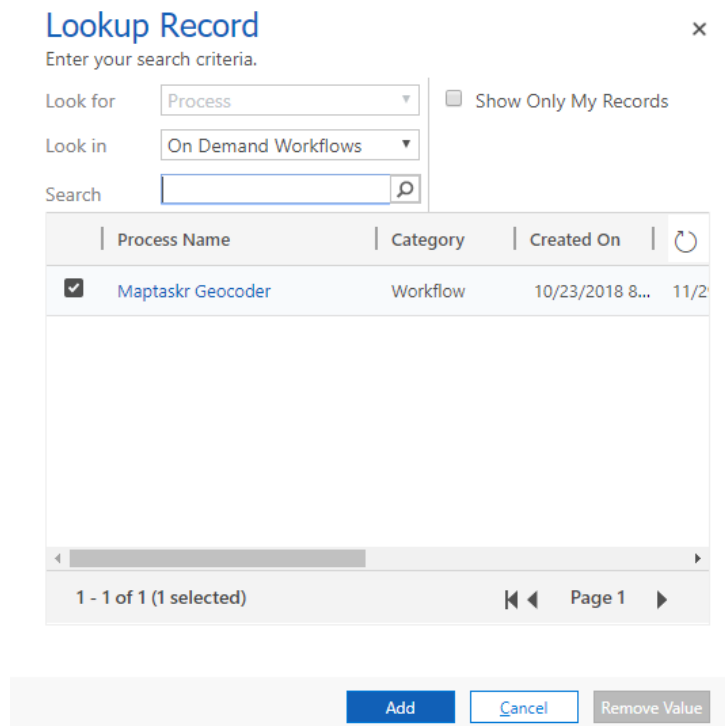 Lookup Record
Enter your search criteria.
Look for Process Show Only My Records
Look in On Demand Workflows
Search
Process Name Category Created On
Maptaskr Geocoder Workflow 10/23/2018 8... 11/2
1 - 1 of 1 (1 selected) Page 1
Add Cancel Remove Value